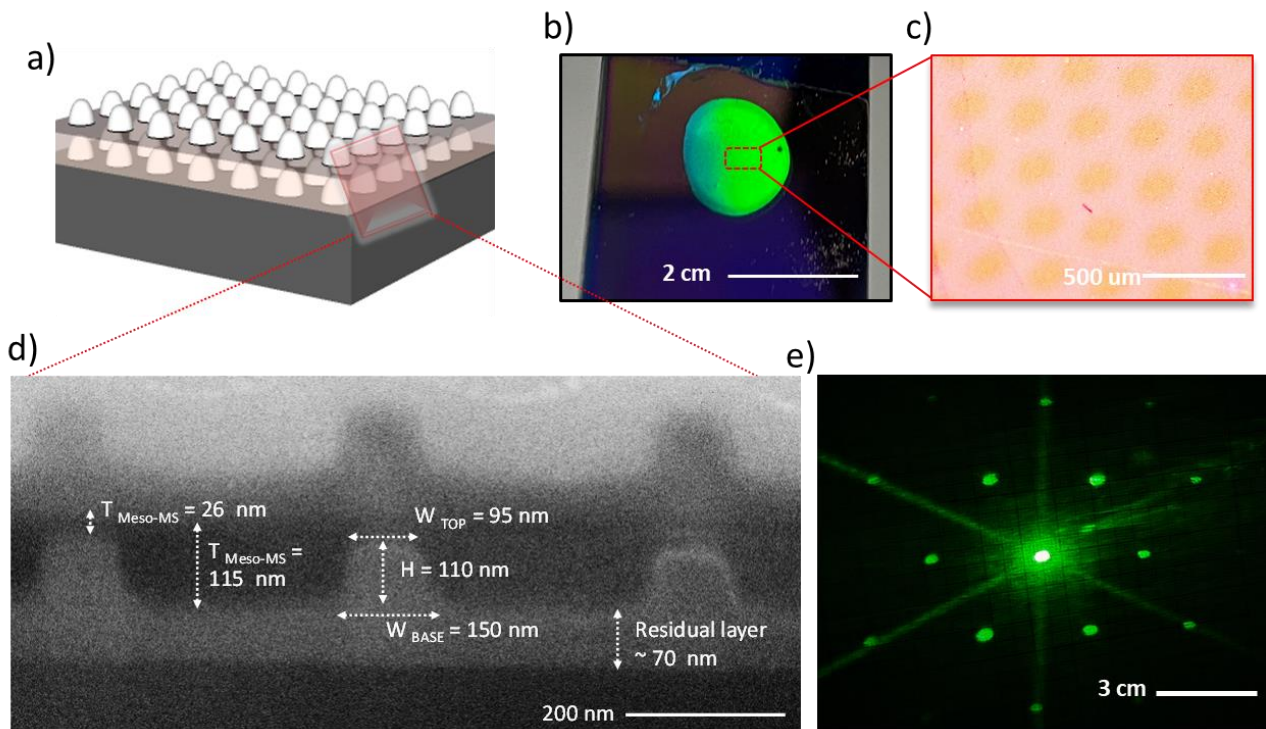 a)
b)
c)
2 cm
500 um
d)
e)
T Meso-MS = 26 nm
T Meso-MS =
115 nm
W TOP = 95 nm
H = 110 nm
W BASE = 150 nm
Residual layer
~ 70 nm
200 nm
3 cm